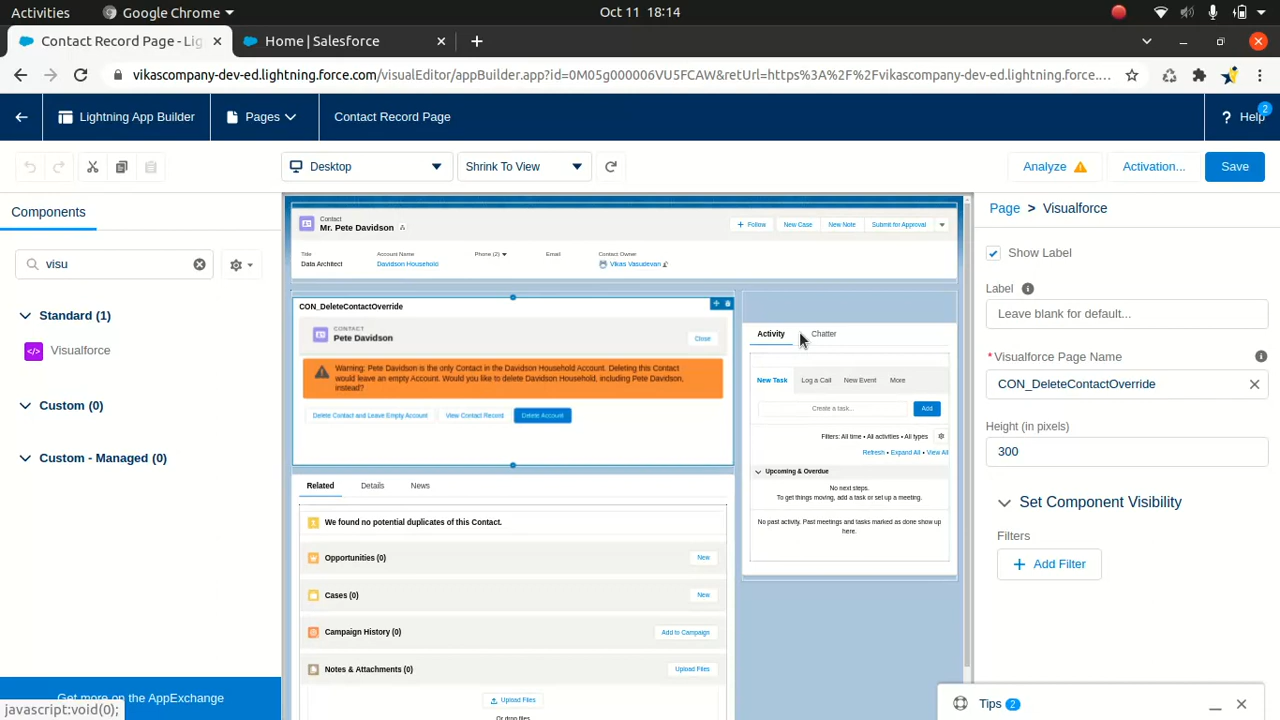 Activities
Google Chrome
Oct 11 18:14
Contact Record Page - Lig
Home | Salesforce
vikascompany-dev-ed.lightning.force.com/visualEditor/appBuilder.app?id=0M05g000006VU5FCAW&retUrl=https%3A%2F%2Fvikascompany-dev-ed.lightning.force....
Lightning App Builder
Pages
Contact Record Page
? Help
2
Desktop
Shrink To View
Analyze
Activation...
Save
Components
visu
Standard (1)
</> Visualforce
Custom (0)
Custom - Managed (0)
Get more on the AppExchange
javascript:void(0);
Contact
Mr. Pete Davidson
+ Follow
New Case
New Note
Submit for Approval
Title
Account Name
Phone (2)
Email
Contact Owner
Data Architect
Davidson Household
Vikas Vasudevan
CON_DeleteContactOverride
CONTACT
Pete Davidson
Close
Warning: Pete Davidson is the only Contact in the Davidson Household Account. Deleting this Contact
would leave an empty Account. Would you like to delete Davidson Household, including Pete Davidson,
instead?
Delete Contact and Leave Empty Account
View Contact Record
Delete Account
Related
Details
News
We found no potential duplicates of this Contact.
Opportunities (0)
New
Cases (0)
New
Campaign History (0)
Add to Campaign
Notes & Attachments (0)
Upload Files
Upload Files
Or drop files
Activity
Chatter
New Task
Log a Call
New Event
More
Create a task...
Add
Filters: All time • All activities • All types
Refresh • Expand All • View All
Upcoming & Overdue
No next steps.
To get things moving, add a task or set up a meeting.
No past activity. Past meetings and tasks marked as done show up
here.
Page > Visualforce
Show Label
Label
Leave blank for default...
*Visualforce Page Name
CON_DeleteContactOverride
Height (in pixels)
300
Set Component Visibility
Filters
+ Add Filter
Tips 2